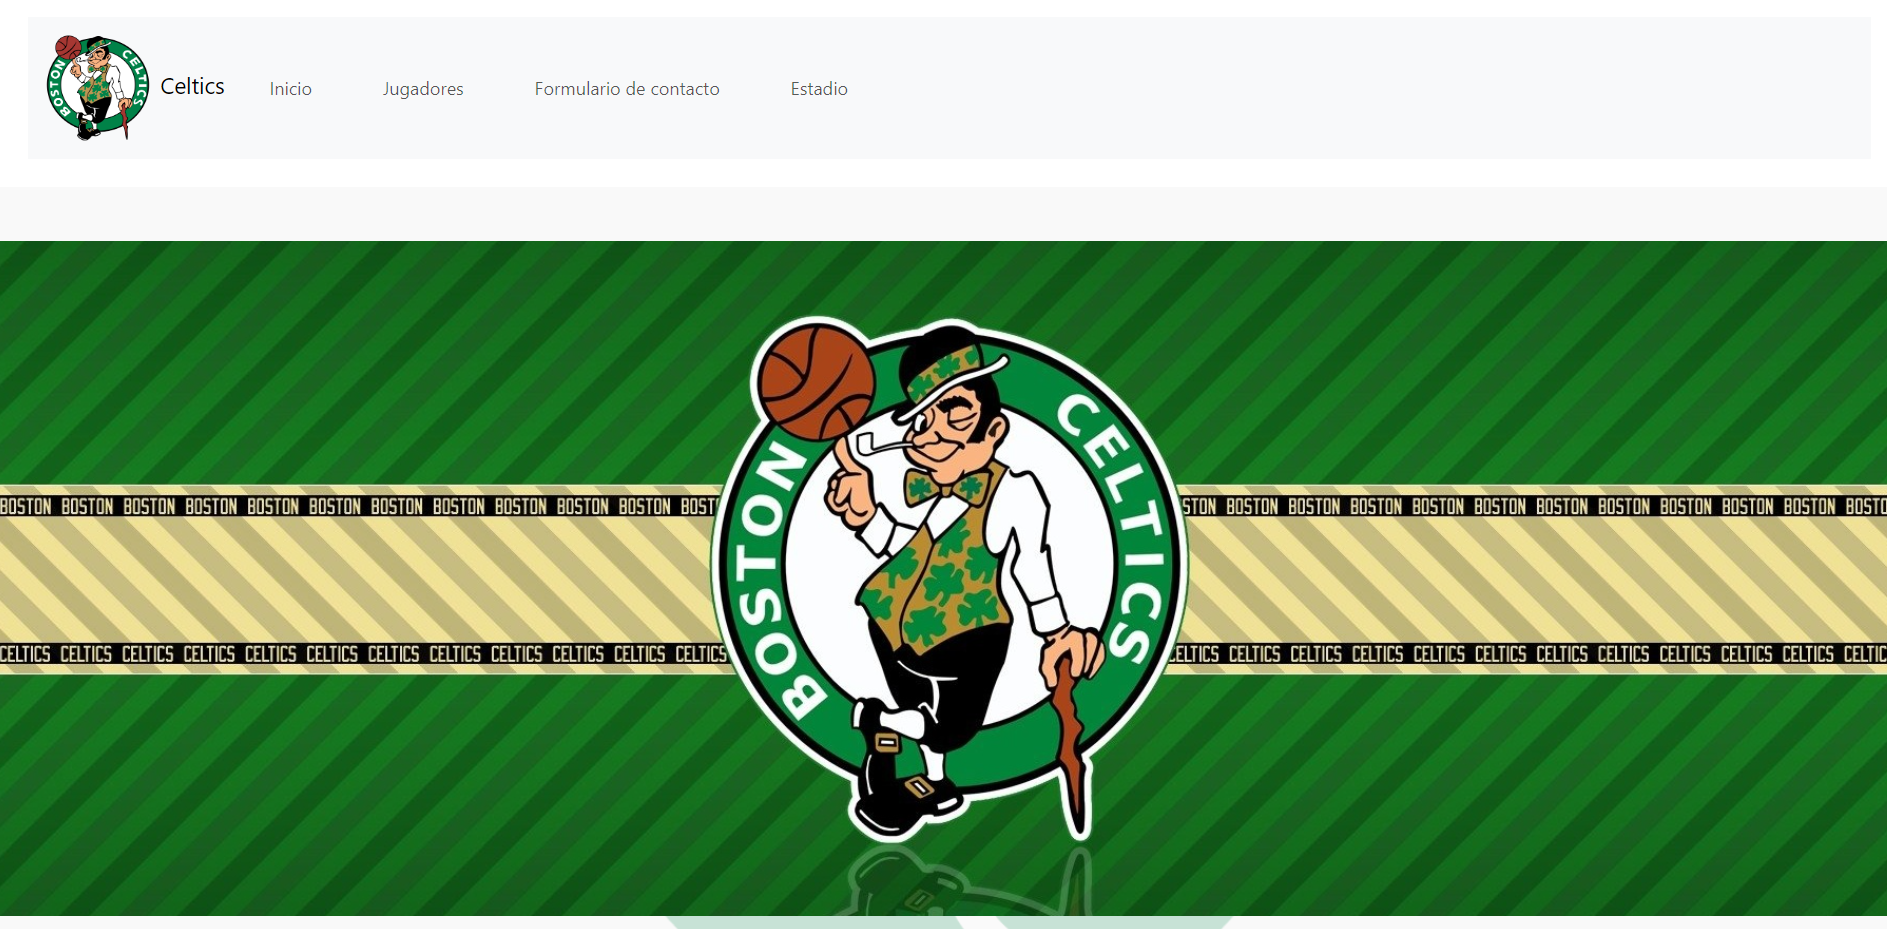 BOSTON CELTICS
Celtics
Inicio
Jugadores
Formulario de contacto
Estadio
BOSTON CELTICS
BOSTON BOSTON BOSTON BOSTON BOSTON BOSTON BOSTON BOSTON BOSTON BOSTON BOSTON BOST
STON BOSTON BOSTON BOSTON BOSTON BOSTON BOSTON BOSTON BOSTON BOSTON BOSTON BOSTO
CELTICS CELTICS CELTICS CELTICS CELTICS CELTICS CELTICS CELTICS CELTICS CELTICS CELTICS CELTICS
ELTICS CELTICS CELTICS CELTICS CELTICS CELTICS CELTICS CELTICS CELTICS CELTICS CELTICS CELTIC